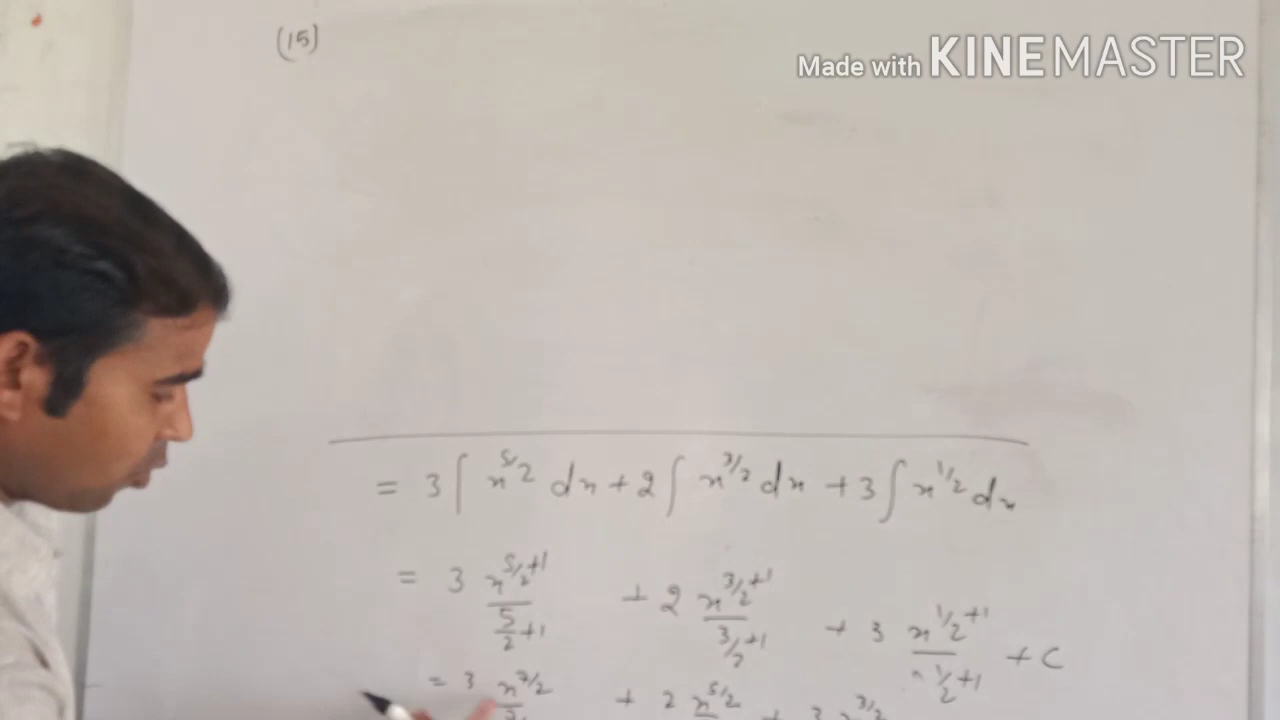 (15)
Made with KINEMASTER
= 3 ∫ x^5/2 dx + 2 ∫ x^3/2 dx + 3 ∫ x^1/2 dx
= 3 x^(5/2+1) / (5/2+1) + 2 x^(3/2+1) / (3/2+1) + 3 x^(1/2+1) / (1/2+1) + C
= 3 x^7/2 + 2 x^5/2 + 3 x^3/2